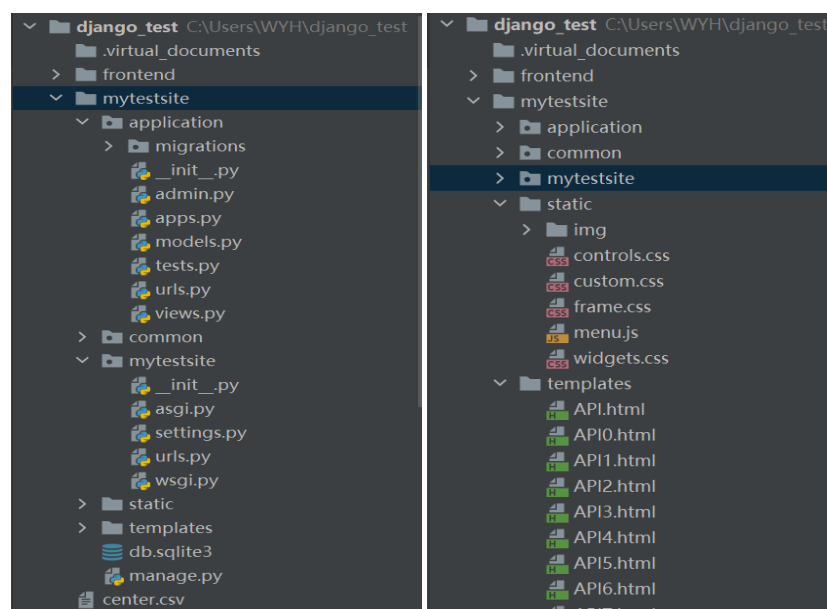 django_test C:\Users\WYH\django_test
.virtual_documents
frontend
mytestsite
application
migrations
__init__.py
admin.py
apps.py
models.py
tests.py
urls.py
views.py
common
mytestsite
__init__.py
asgi.py
settings.py
urls.py
wsgi.py
static
templates
db.sqlite3
manage.py
center.csv
django_test C:\Users\WYH\django_test
.virtual_documents
frontend
mytestsite
application
common
mytestsite
static
img
controls.css
custom.css
frame.css
menu.js
widgets.css
templates
API.html
API0.html
API1.html
API2.html
API3.html
API4.html
API5.html
API6.html